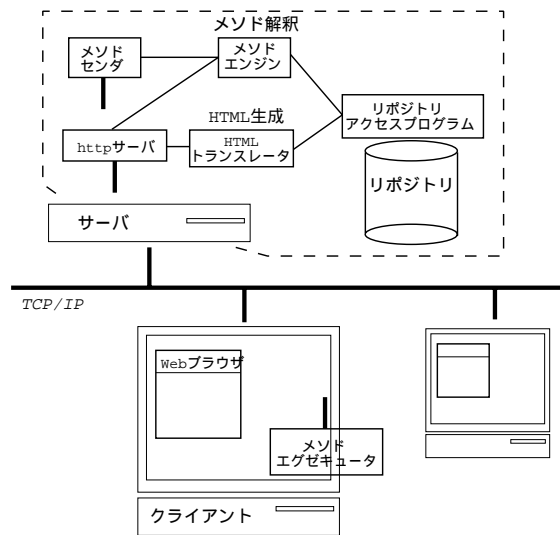 メソド解釈
メソド
センダ
メソド
エンジン
HTML生成
リポジトリ
アクセスプログラム
httpサーバ
HTML
トランスレータ
リポジトリ
サーバ
TCP/IP
Webブラウザ
メソド
エグゼキュータ
クライアント